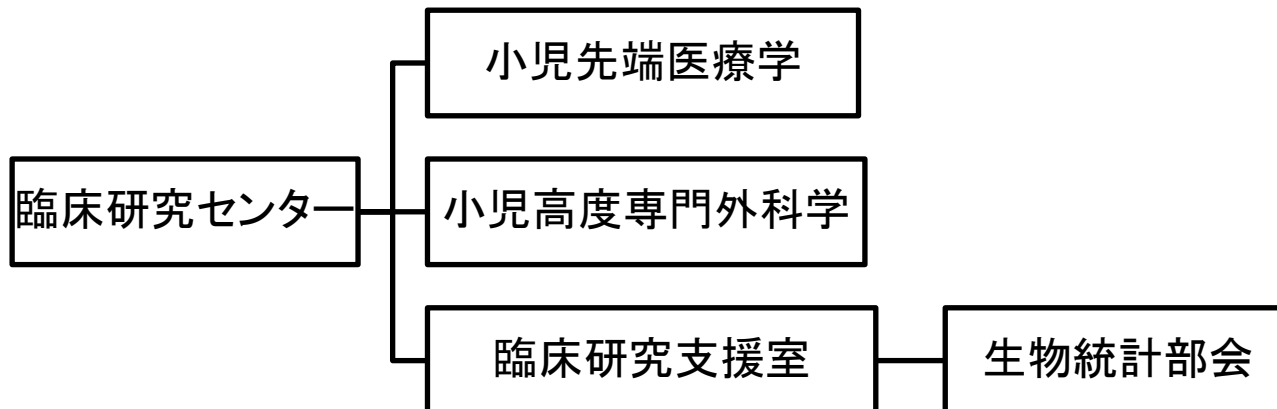 小児先端医療学
臨床研究センター
小児高度専門外科学
臨床研究支援室
生物統計部会